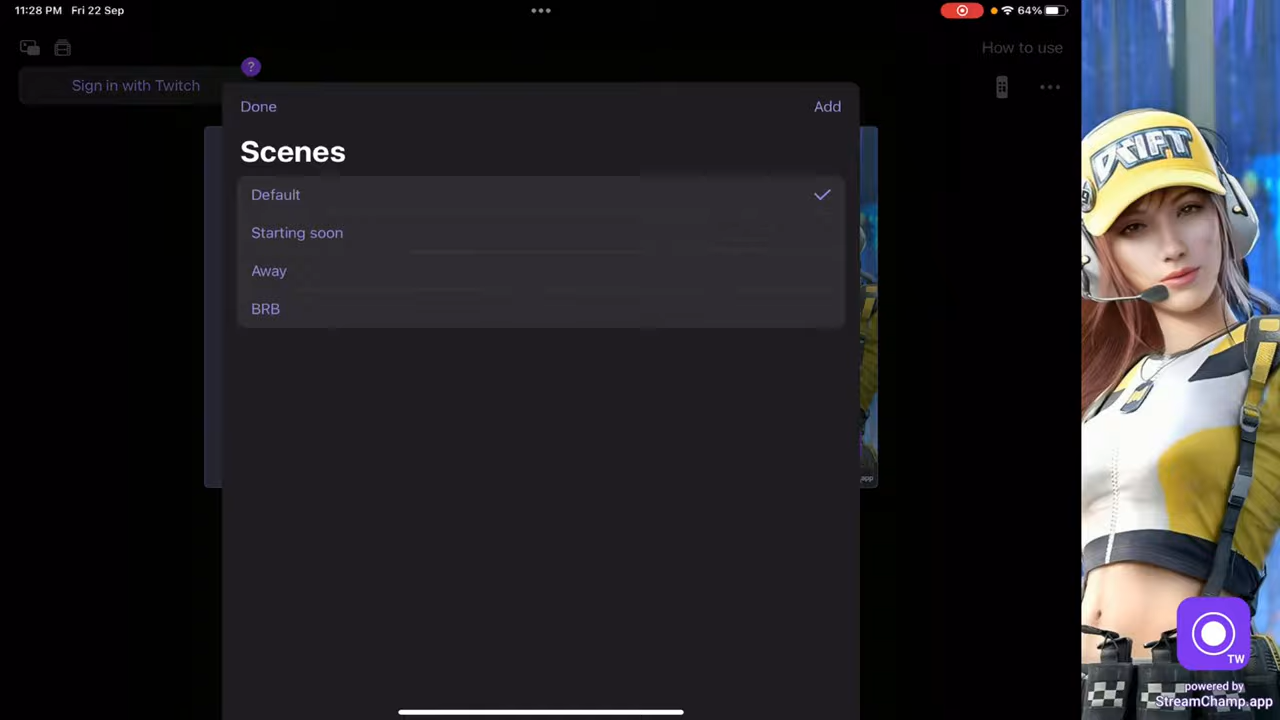 11:28 PM Fri 22 Sep
64%
How to use
?
Sign in with Twitch
Done
Add
Scenes
Default
Starting soon
Away
BRB
app
DRIFT
TW
powered by
StreamChamp.app